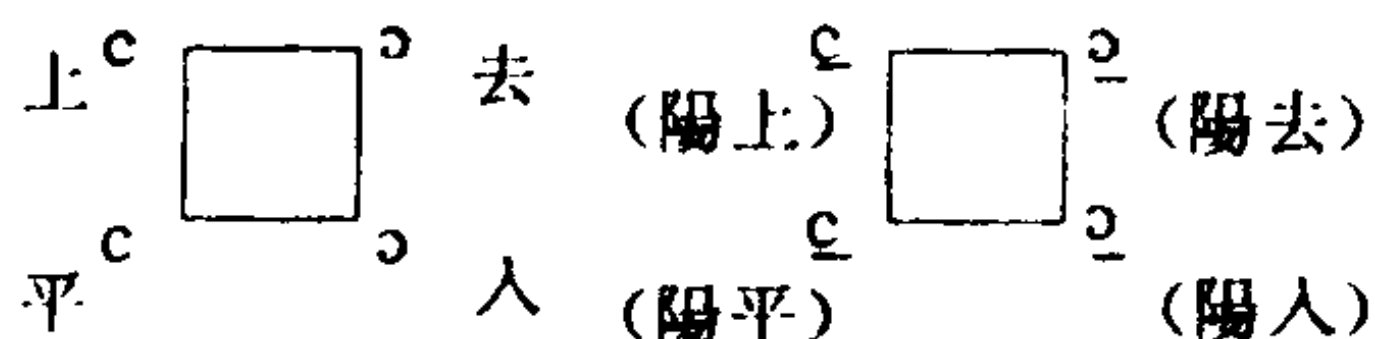 上 c ɔ 去 (陽上) c̲ ɔ̲ (陽去)
平 c ɔ 入 (陽平) c̲ ɔ̲ (陽入)